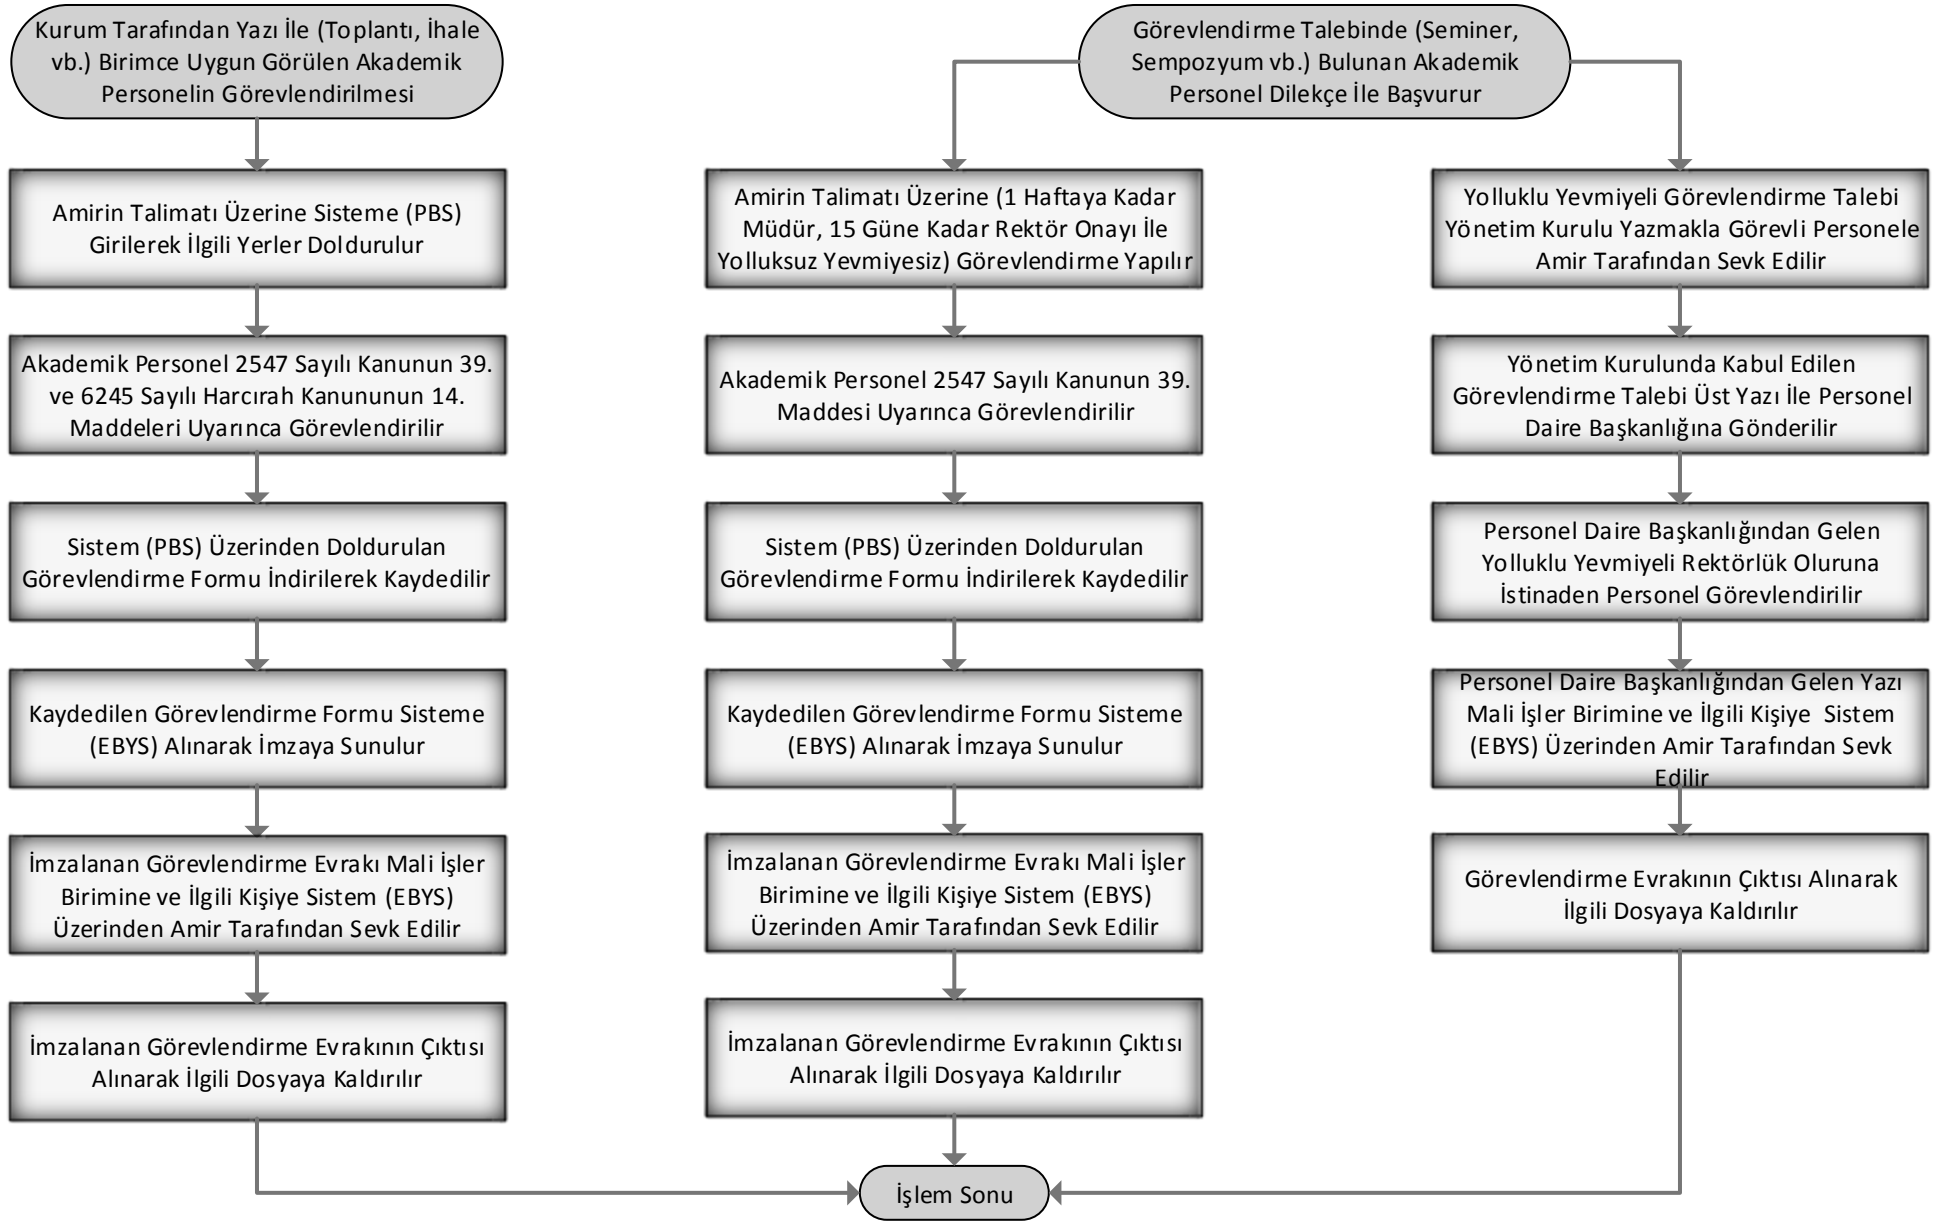 Kurum Tarafından Yazı İle (Toplantı, İhale
vb.) Birimce Uygun Görülen Akademik
Personelin Görevlendirilmesi
Amirin Talimatı Üzerine Sisteme (PBS)
Girilerek İlgili Yerler Doldurulur
Akademik Personel 2547 Sayılı Kanunun 39.
ve 6245 Sayılı Harcırah Kanununun 14.
Maddeleri Uyarınca Görevlendirilir
Sistem (PBS) Üzerinden Doldurulan
Görevlendirme Formu İndirilerek Kaydedilir
Kaydedilen Görevlendirme Formu Sisteme
(EBYS) Alınarak İmzaya Sunulur
İmzalanan Görevlendirme Evrakı Mali İşler
Birimine ve İlgili Kişiye Sistem (EBYS)
Üzerinden Amir Tarafından Sevk Edilir
İmzalanan Görevlendirme Evrakının Çıktısı
Alınarak İlgili Dosyaya Kaldırılır
Görevlendirme Talebinde (Seminer,
Sempozyum vb.) Bulunan Akademik
Personel Dilekçe İle Başvurur
Amirin Talimatı Üzerine (1 Haftaya Kadar
Müdür, 15 Güne Kadar Rektör Onayı İle
Yolluksuz Yevmiyesiz) Görevlendirme Yapılır
Akademik Personel 2547 Sayılı Kanunun 39.
Maddesi Uyarınca Görevlendirilir
Sistem (PBS) Üzerinden Doldurulan
Görevlendirme Formu İndirilerek Kaydedilir
Kaydedilen Görevlendirme Formu Sisteme
(EBYS) Alınarak İmzaya Sunulur
İmzalanan Görevlendirme Evrakı Mali İşler
Birimine ve İlgili Kişiye Sistem (EBYS)
Üzerinden Amir Tarafından Sevk Edilir
İmzalanan Görevlendirme Evrakının Çıktısı
Alınarak İlgili Dosyaya Kaldırılır
Yolluklu Yevmiyeli Görevlendirme Talebi
Yönetim Kurulu Yazmakla Görevli Personele
Amir Tarafından Sevk Edilir
Yönetim Kurulunda Kabul Edilen
Görevlendirme Talebi Üst Yazı İle Personel
Daire Başkanlığına Gönderilir
Personel Daire Başkanlığından Gelen
Yolluklu Yevmiyeli Rektörlük Oluruna
İstinaden Personel Görevlendirilir
Personel Daire Başkanlığından Gelen Yazı
Mali İşler Birimine ve İlgili Kişiye Sistem
(EBYS) Üzerinden Amir Tarafından Sevk
Edilir
Görevlendirme Evrakının Çıktısı Alınarak
İlgili Dosyaya Kaldırılır
İşlem Sonu